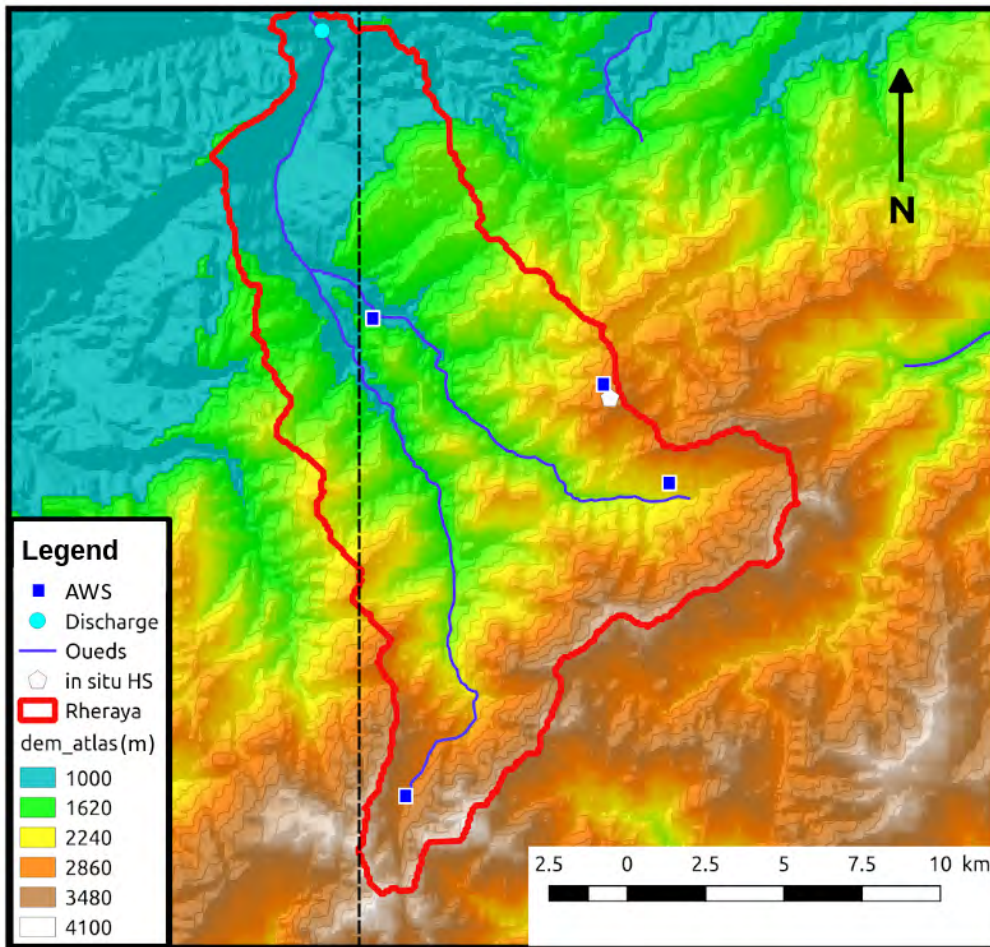 N
Legend
AWS
Discharge
Oueds
in situ HS
Rheraya
dem_atlas(m)
1000
1620
2240
2860
3480
4100
2.5 0 2.5 5 7.5 10 km